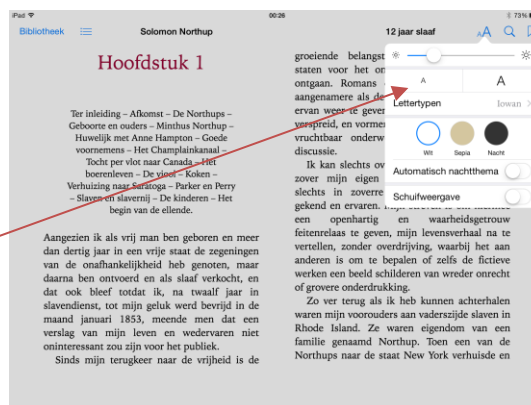 iPad
00:26
73%
Bibliotheek
Solomon Northup
12 jaar slaaf
AA
Hoofdstuk 1
Ter inleiding – Afkomst – De Northups –
Geboorte en ouders – Minthus Northup –
Huwelijk met Anne Hampton – Goede
voornemens – Het Champlainkanaal –
Tocht per vlot naar Canada – Het
boerenleven – De viool – Koken –
Verhuizing naar Saratoga – Parker en Perry
– Slaven en slavernij – De kinderen – Het
begin van de ellende.
Aangezien ik als vrij man ben geboren en meer
dan dertig jaar in een vrije staat de zegeningen
van de onafhankelijkheid heb genoten, maar
daarna ben ontvoerd en als slaaf verkocht, en
dat ook bleef totdat ik, na twaalf jaar in
slavendienst, tot mijn geluk werd bevrijd in de
maand januari 1853, meende men dat een
verslag van mijn leven en wedervaren niet
oninteressant zou zijn voor het publiek.
Sinds mijn terugkeer naar de vrijheid is de
groeiende belangst
staten voor het on
ontgaan. Romans
aangenamere als de
ervan weer te gever
verspreid, en vormer
vruchtbaar onderw
discussie.
Ik kan slechts ov
zover mijn eigen
slechts in zoverre
gekend en ervaren.
een openhartig en waarheidsgetrouw
feitenrelaas te geven, mijn levensverhaal na te
vertellen, zonder overdrijving, waarbij het aan
anderen is om te bepalen of zelfs de fictieve
werken een beeld schilderen van wreder onrecht
of grovere onderdrukking.
Zo ver terug als ik heb kunnen achterhalen
waren mijn voorouders aan vaderszijde slaven in
Rhode Island. Ze waren eigendom van een
familie genaamd Northup. Toen een van de
Northups naar de staat New York verhuisde en
A A
Lettertypen Iowan
Wit Sepia Nacht
Automatisch nachtthema
Schuifweergave